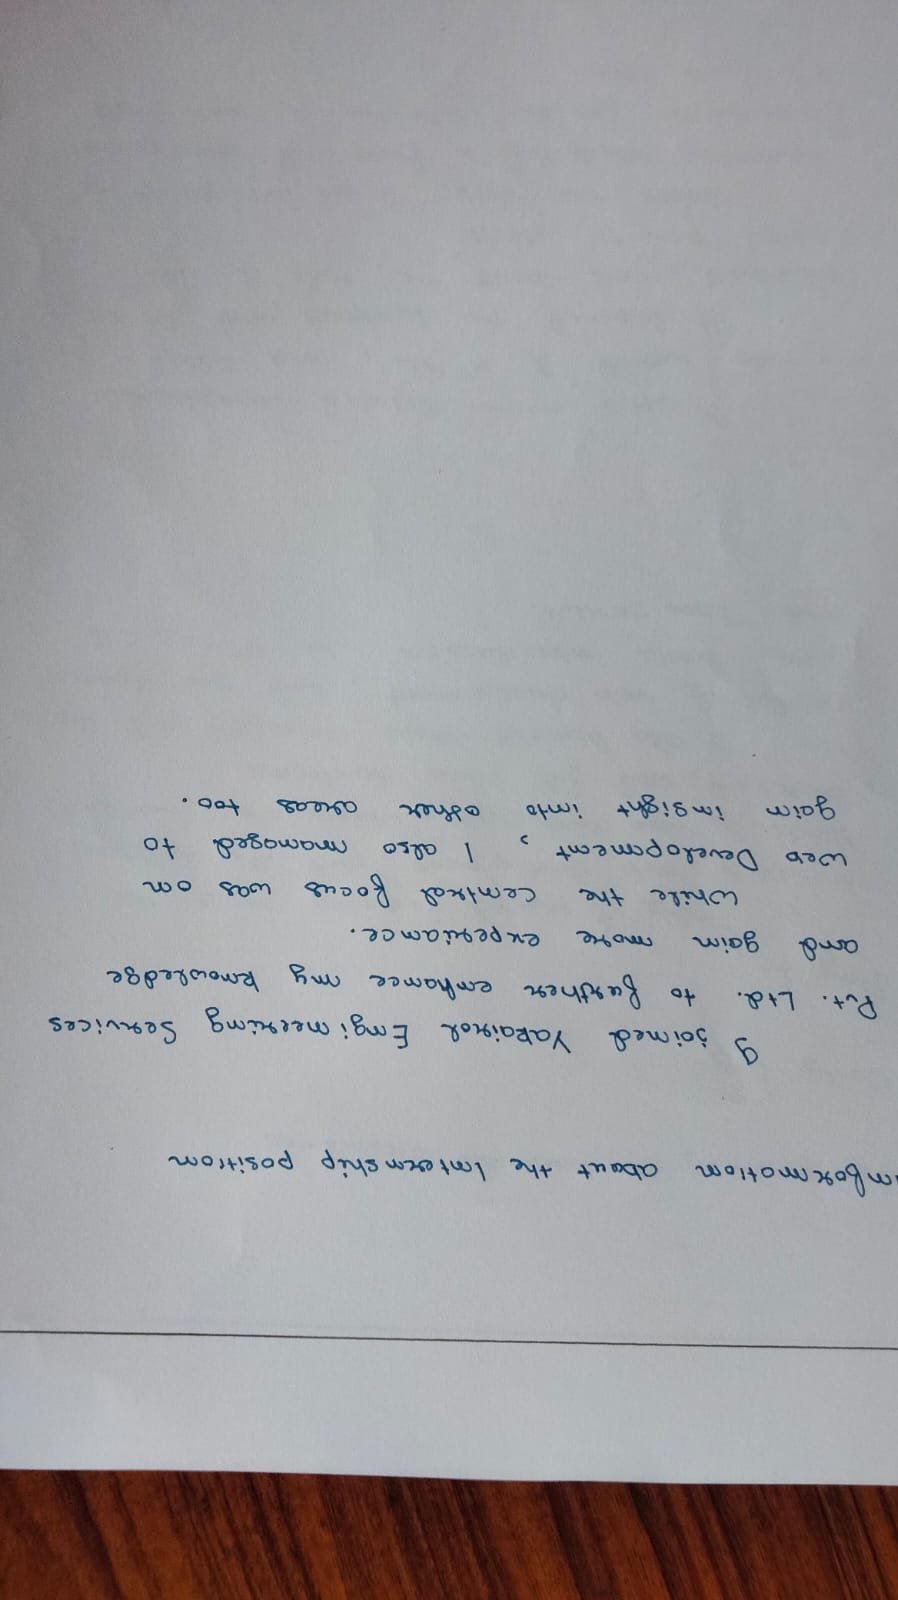 information about the Internship position
I joined Yakairol Engineering Services
Pvt. Ltd. to further enhance my knowledge
and gain more experiance.
While the central focus was on
Web Development, I also managed to
gain insight into other areas too.